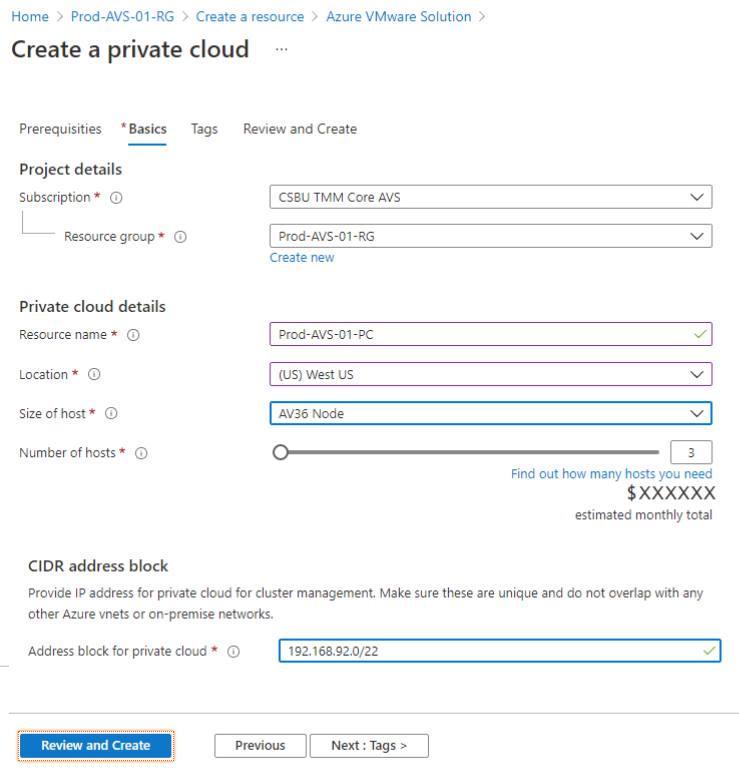 Home > Prod-AVS-01-RG > Create a resource > Azure VMware Solution >
Create a private cloud ...
Prerequisities * Basics Tags Review and Create
Project details
Subscription * CSBU TMM Core AVS
Resource group * Prod-AVS-01-RG
Create new
Private cloud details
Resource name * Prod-AVS-01-PC
Location * (US) West US
Size of host * AV36 Node
Number of hosts * 3
Find out how many hosts you need
$XXXXXX
estimated monthly total
CIDR address block
Provide IP address for private cloud for cluster management. Make sure these are unique and do not overlap with any
other Azure vnets or on-premise networks.
Address block for private cloud * 192.168.92.0/22
Review and Create Previous Next : Tags >